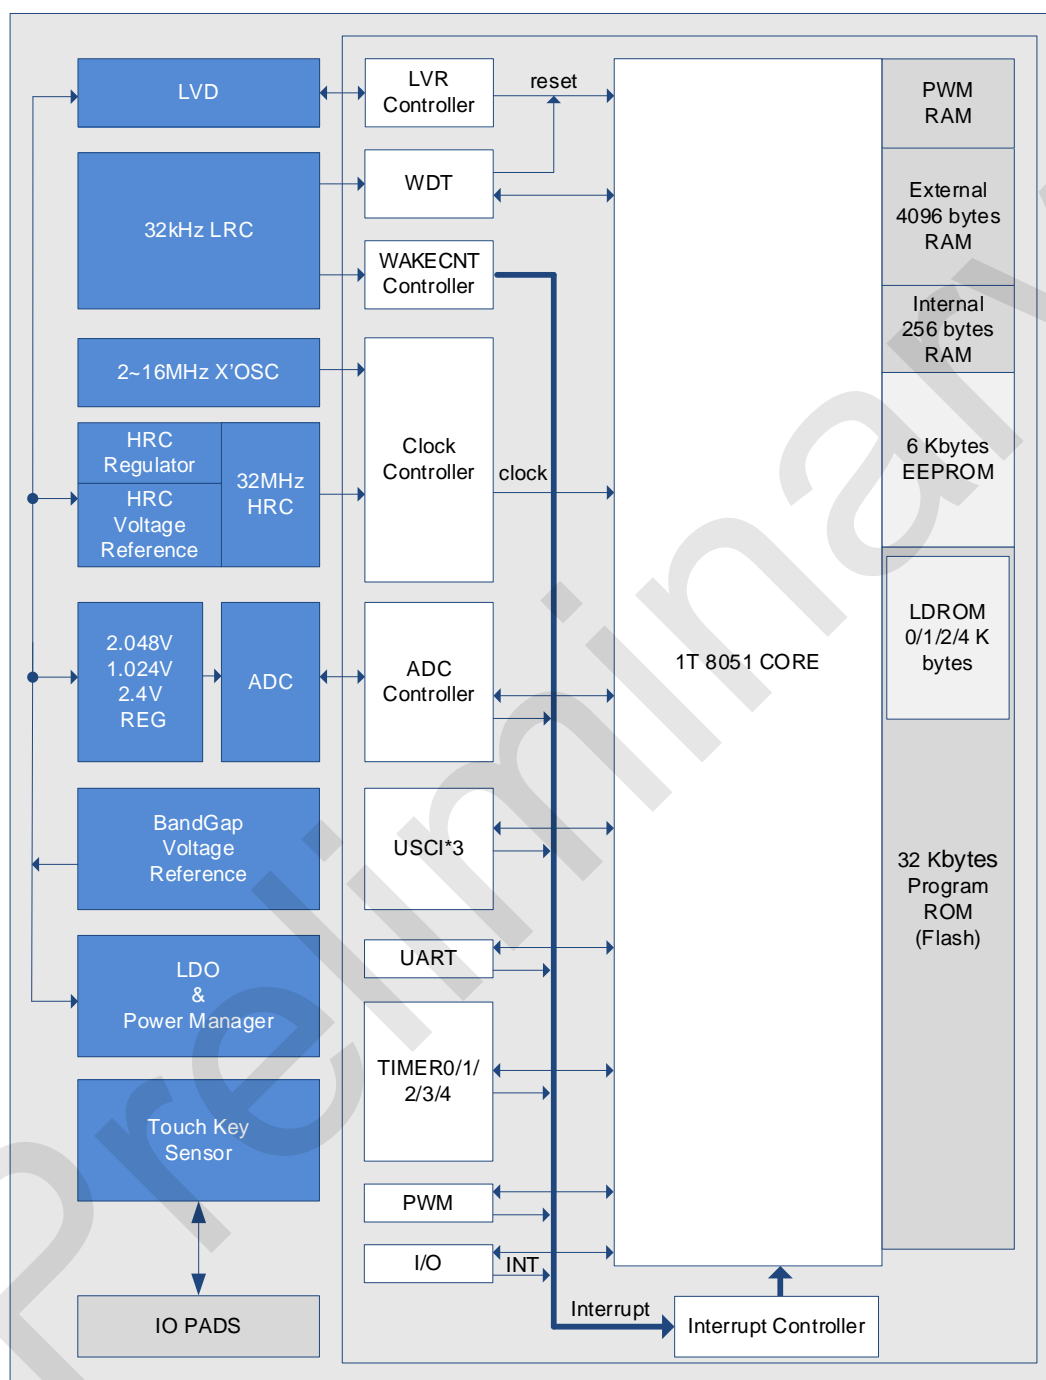 LVD
LVR
Controller
reset
PWM
RAM
32kHz LRC
WDT
External
4096 bytes
RAM
WAKECNT
Controller
Internal
256 bytes
RAM
2~16MHz X'OSC
HRC
Regulator
HRC
Voltage
Reference
32MHz
HRC
Clock
Controller
clock
6 Kbytes
EEPROM
2.048V
1.024V
2.4V
REG
ADC
ADC
Controller
1T 8051 CORE
LDROM
0/1/2/4 K
bytes
BandGap
Voltage
Reference
USCI*3
32 Kbytes
Program
ROM
(Flash)
LDO
&
Power Manager
UART
TIMER0/1/
2/3/4
Touch Key
Sensor
PWM
I/O
INT
IO PADS
Interrupt
Interrupt Controller
Preliminary